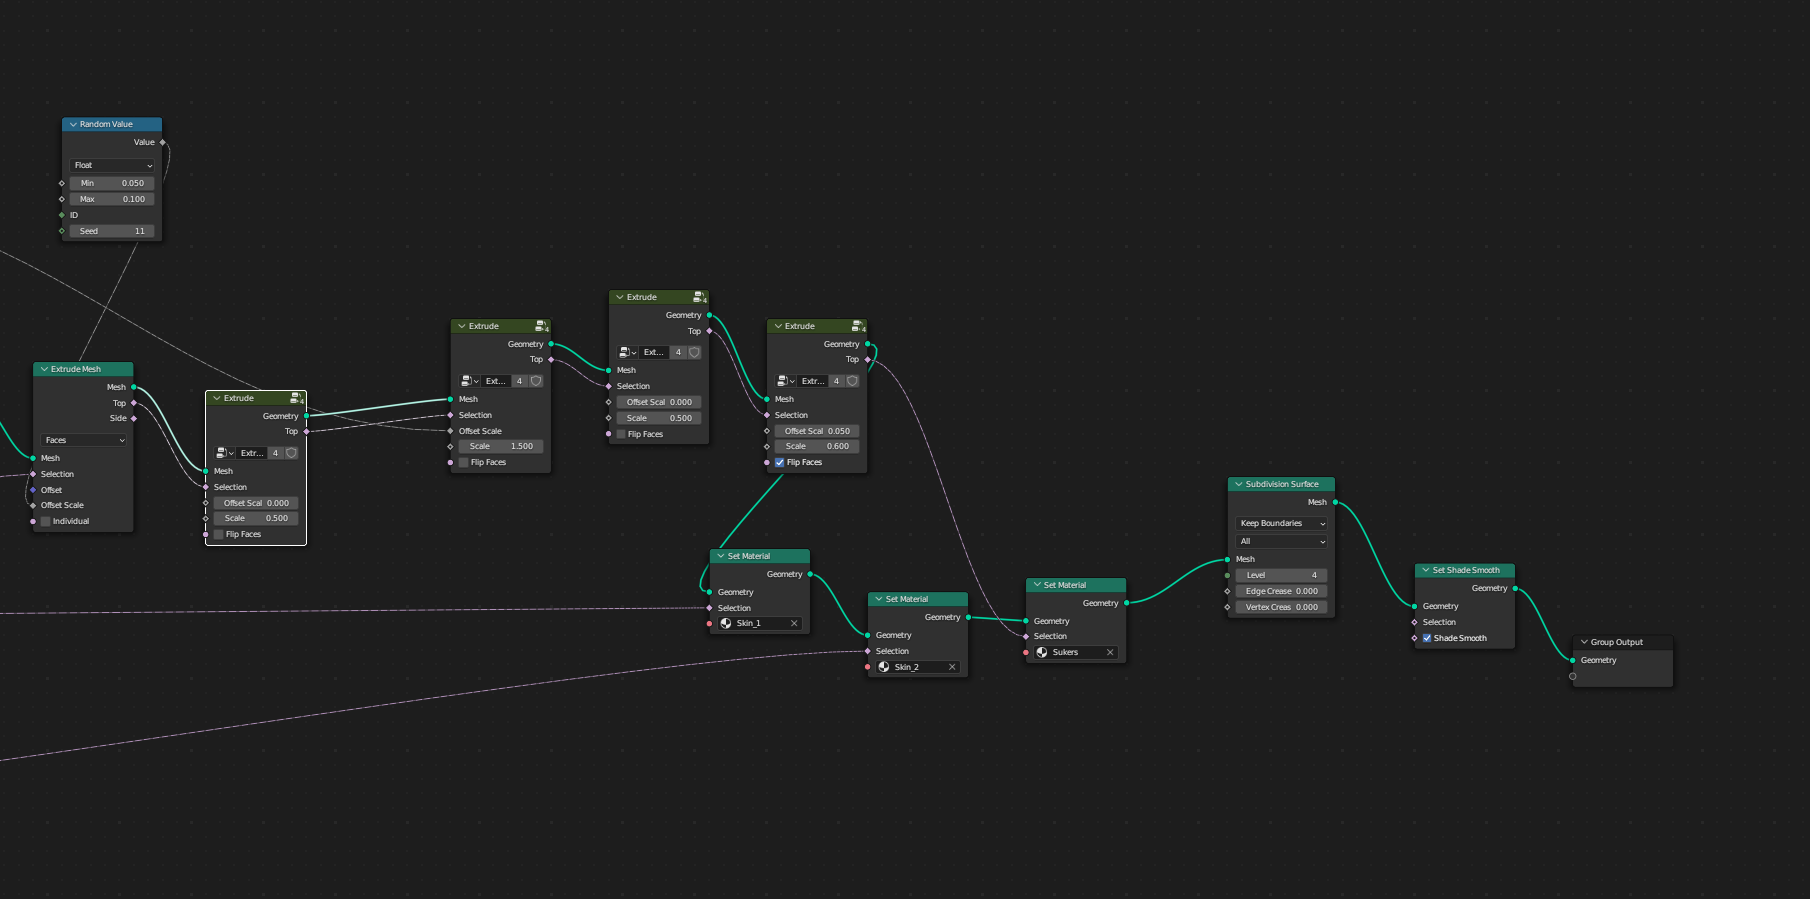 Random Value
Value
Float
Min 0.050
Max 0.100
ID
Seed 11
Extrude Mesh
Mesh
Top
Side
Faces
Mesh
Selection
Offset
Offset Scale
Individual
Extrude
4
Geometry
Top
Extr... 4
Mesh
Selection
Offset Scal 0.000
Scale 0.500
Flip Faces
Extrude
4
Geometry
Top
Ext... 4
Mesh
Selection
Offset Scale
Scale 1.500
Flip Faces
Extrude
4
Geometry
Top
Ext... 4
Mesh
Selection
Offset Scal 0.000
Scale 0.500
Flip Faces
Extrude
4
Geometry
Top
Extr... 4
Mesh
Selection
Offset Scal 0.050
Scale 0.600
Flip Faces
Set Material
Geometry
Geometry
Selection
Skin_1
Set Material
Geometry
Geometry
Selection
Skin_2
Set Material
Geometry
Geometry
Selection
Sukers
Subdivision Surface
Mesh
Keep Boundaries
All
Mesh
Level 4
Edge Crease 0.000
Vertex Creas 0.000
Set Shade Smooth
Geometry
Geometry
Selection
Shade Smooth
Group Output
Geometry